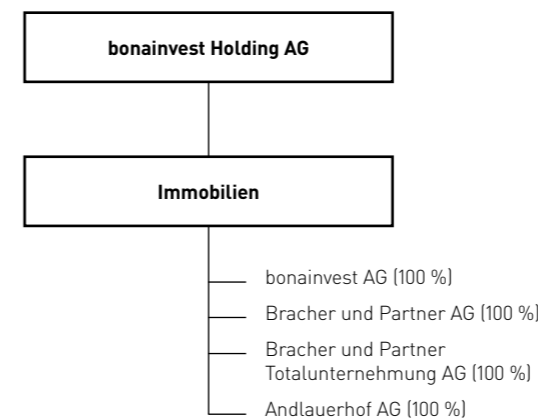 bonainvest Holding AG
Immobilien
bonainvest AG (100 %)
Bracher und Partner AG (100 %)
Bracher und Partner
Totalunternehmung AG (100 %)
Andlauerhof AG (100 %)